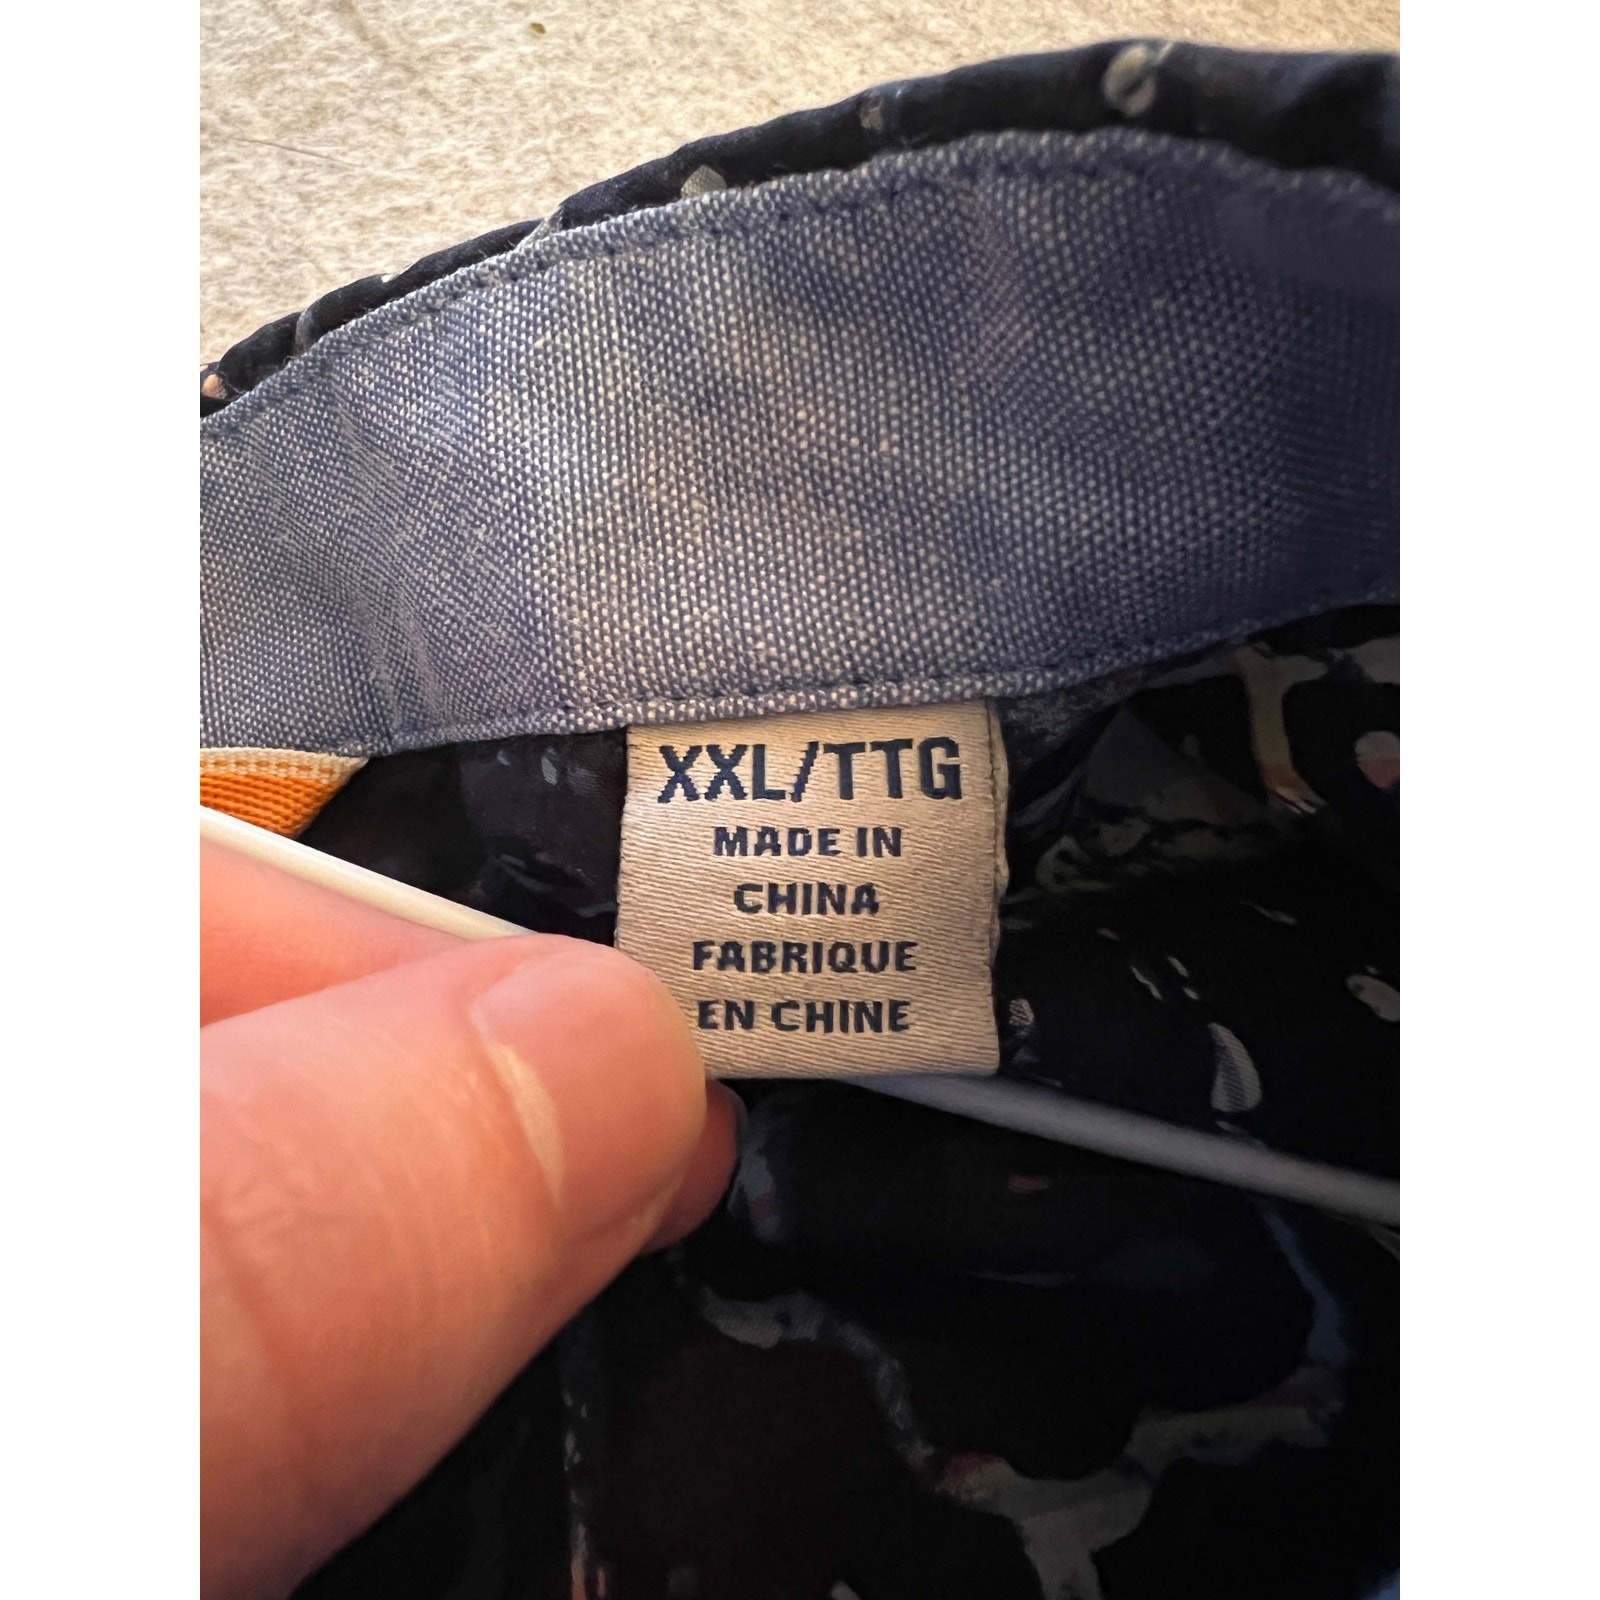 XXL/TTG
MADE IN
CHINA
FABRIQUE
EN CHINE